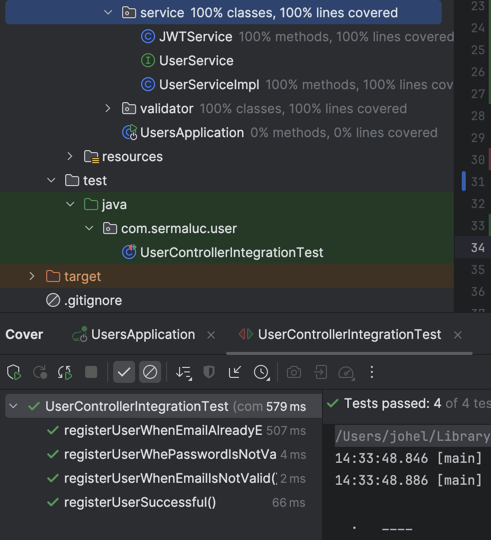 service 100% classes, 100% lines covered
JWTService 100% methods, 100% lines covered
UserService
UserServiceImpl 100% methods, 100% lines cov
validator 100% classes, 100% lines covered
UsersApplication 0% methods, 0% lines covered
resources
test
java
com.sermaluc.user
UserControllerIntegrationTest
target
.gitignore
23
24
25
26
27
28
29
30
31
32
33
34
35
36
Cover UsersApplication UserControllerIntegrationTest
UserControllerIntegrationTest (com 579 ms
registerUserWhenEmailAlreadyE 507 ms
registerUserWhePasswordIsNotVa 4 ms
registerUserWhenEmailIsNotValid() 2 ms
registerUserSuccessful() 66 ms
Tests passed: 4 of 4 tes
/Users/johel/Library
14:33:48.846 [main]
14:33:48.886 [main]
. ____